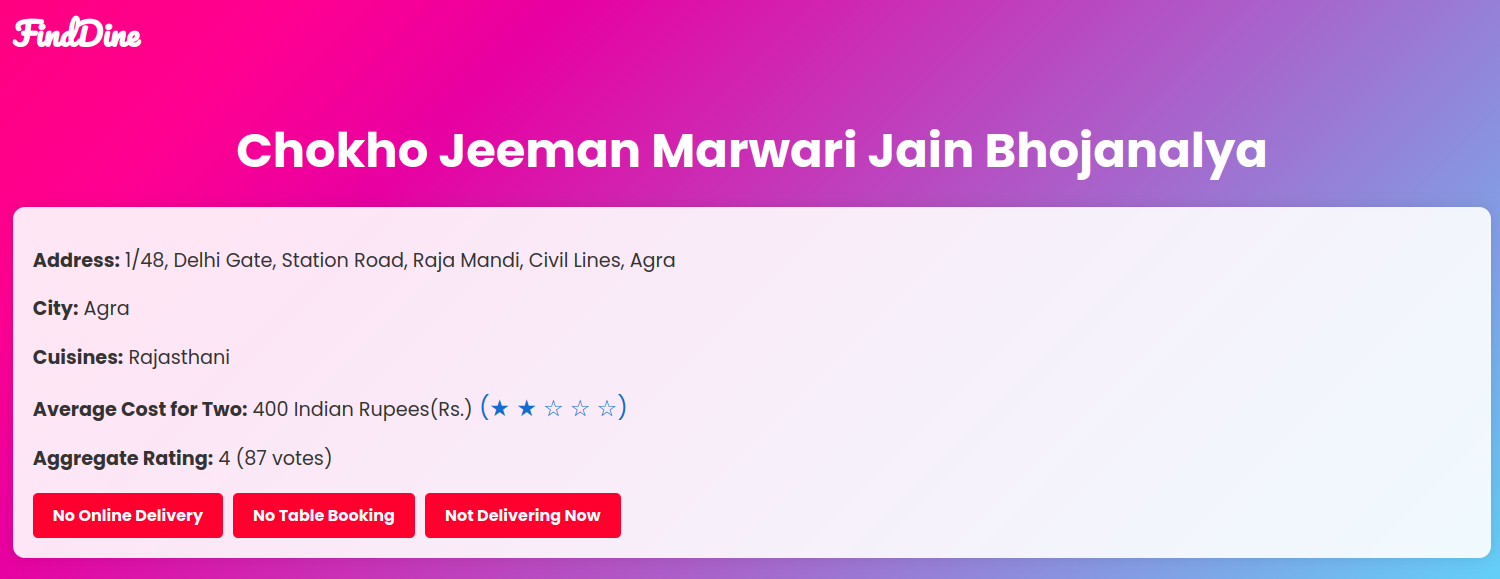 FindDine
Chokho Jeeman Marwari Jain Bhojanalya
Address: 1/48, Delhi Gate, Station Road, Raja Mandi, Civil Lines, Agra
City: Agra
Cuisines: Rajasthani
Average Cost for Two: 400 Indian Rupees(Rs.) (★ ★ ☆ ☆ ☆)
Aggregate Rating: 4 (87 votes)
No Online Delivery No Table Booking Not Delivering Now